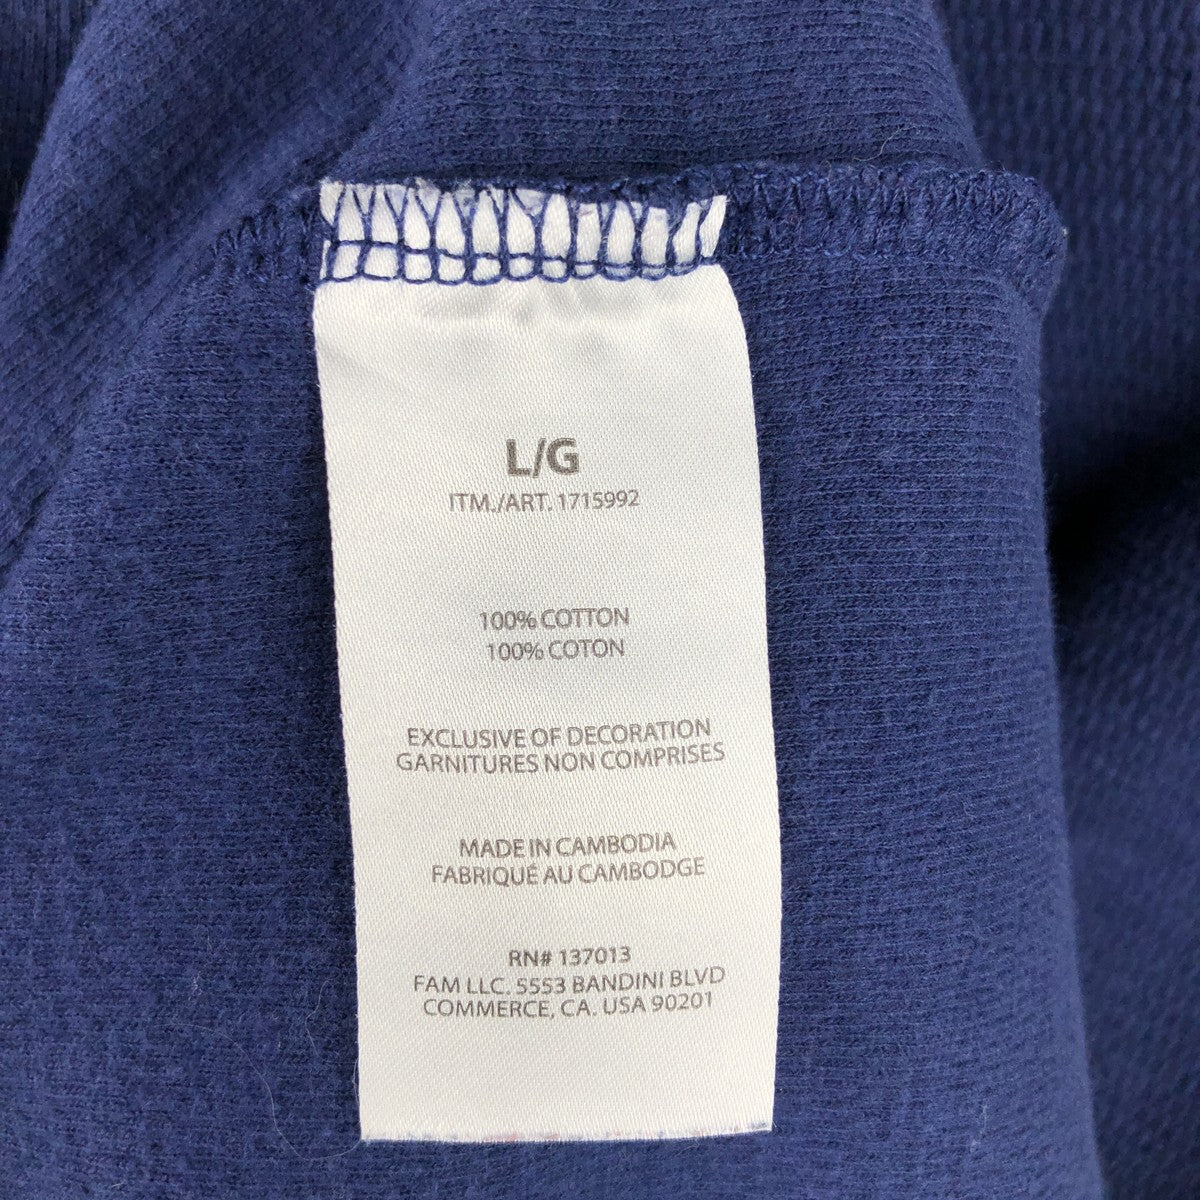 L/G
ITM./ART. 1715992
100% COTTON
100% COTON
EXCLUSIVE OF DECORATION
GARNITURES NON COMPRISES
MADE IN CAMBODIA
FABRIQUÉ AU CAMBODGE
RN# 137013
FAM LLC. 5553 BANDINI BLVD
COMMERCE, CA. USA 90201